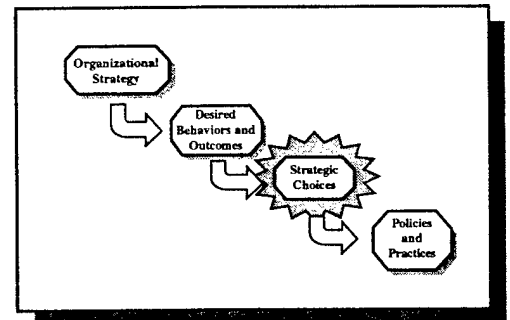 Organizational
Strategy
Desired
Behaviors and
Outcomes
Strategic
Choices
Policies
and
Practices